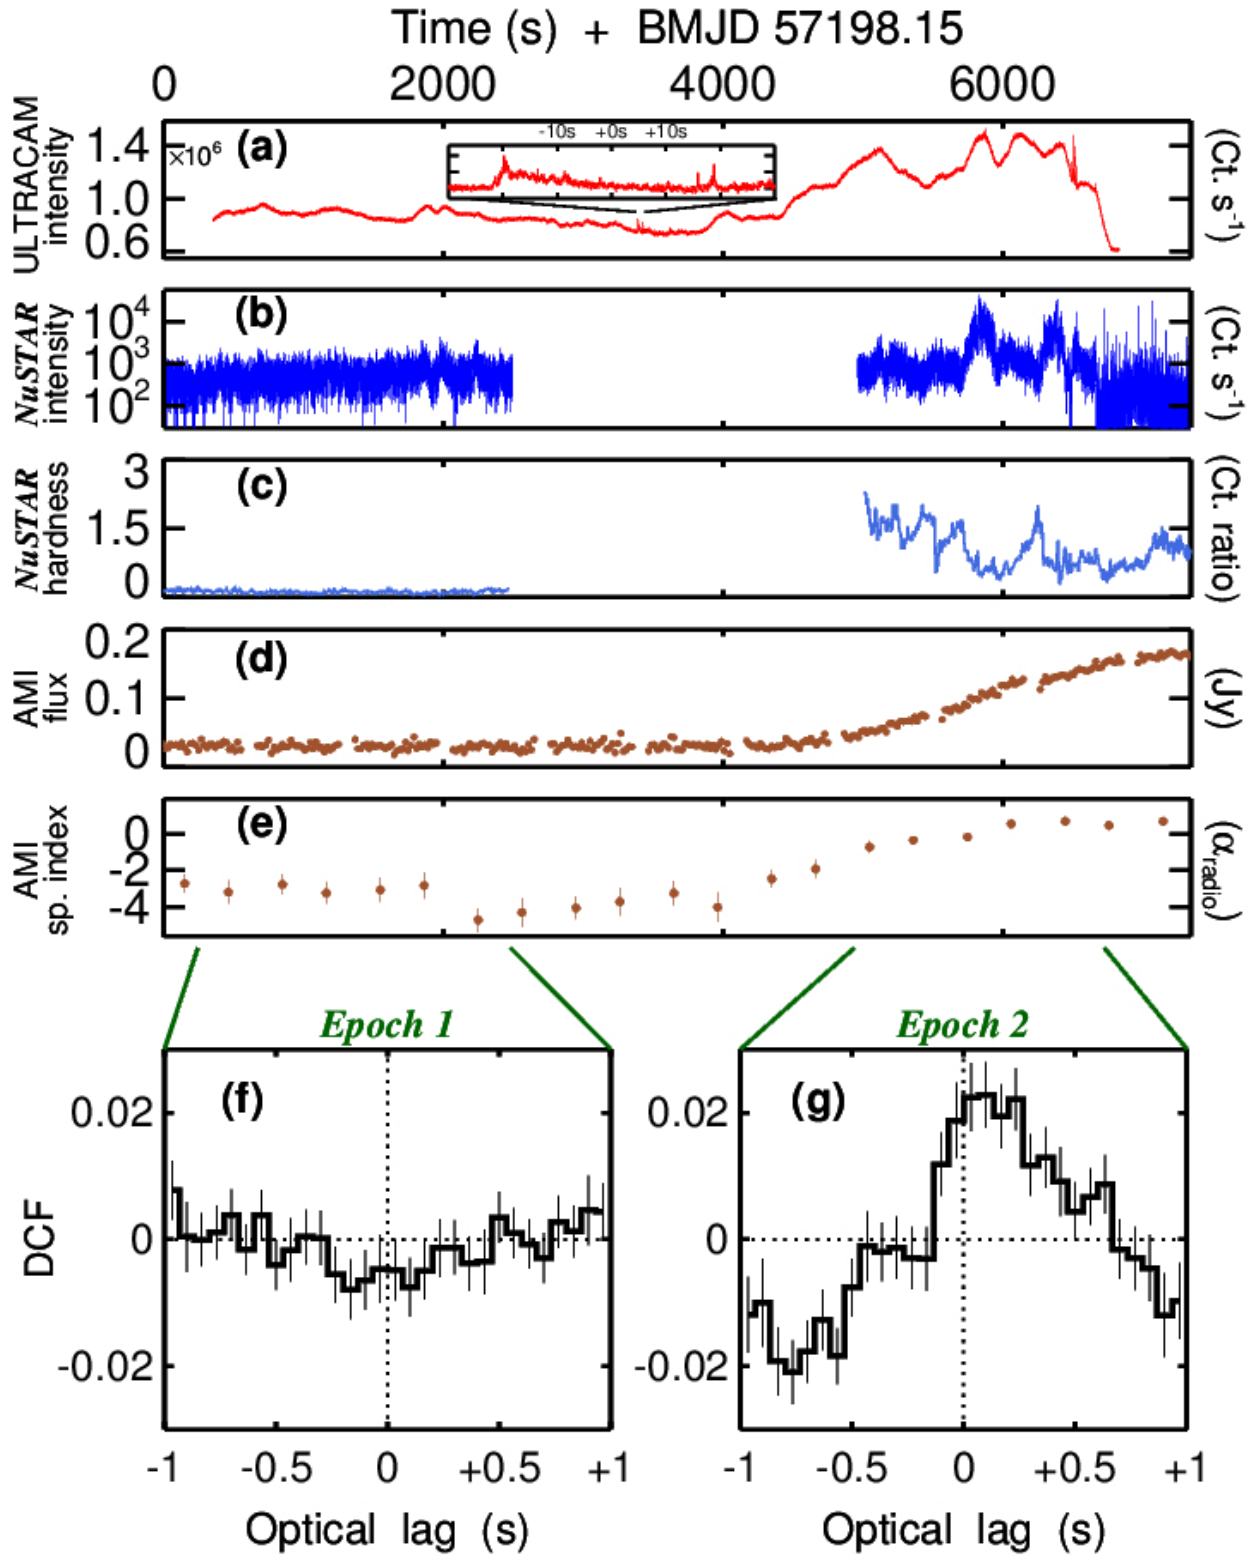 Time (s) + BMJD 57198.15
0 2000 4000 6000
ULTRACAM
intensity
1.4
1.0
0.6
×10⁶
(a)
-10s +0s +10s
(Ct. s⁻¹)
NuSTAR
intensity
10⁴
10³
10²
(b)
(Ct. s⁻¹)
NuSTAR
hardness
3
1.5
0
(c)
(Ct. ratio)
AMI
flux
0.2
0.1
0
(d)
(Jy)
AMI
sp. index
0
-2
-4
(e)
(α_radio)
Epoch 1
Epoch 2
DCF
0.02
0
-0.02
(f)
0.02
0
-0.02
(g)
-1 -0.5 0 +0.5 +1
-1 -0.5 0 +0.5 +1
Optical lag (s)
Optical lag (s)